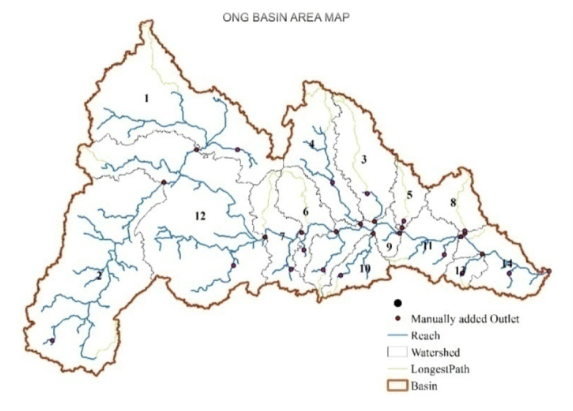 ONG BASIN AREA MAP
1
4
3
5
8
12
6
7
9
11
2
10
13
14
Manually added Outlet
Reach
Watershed
LongestPath
Basin